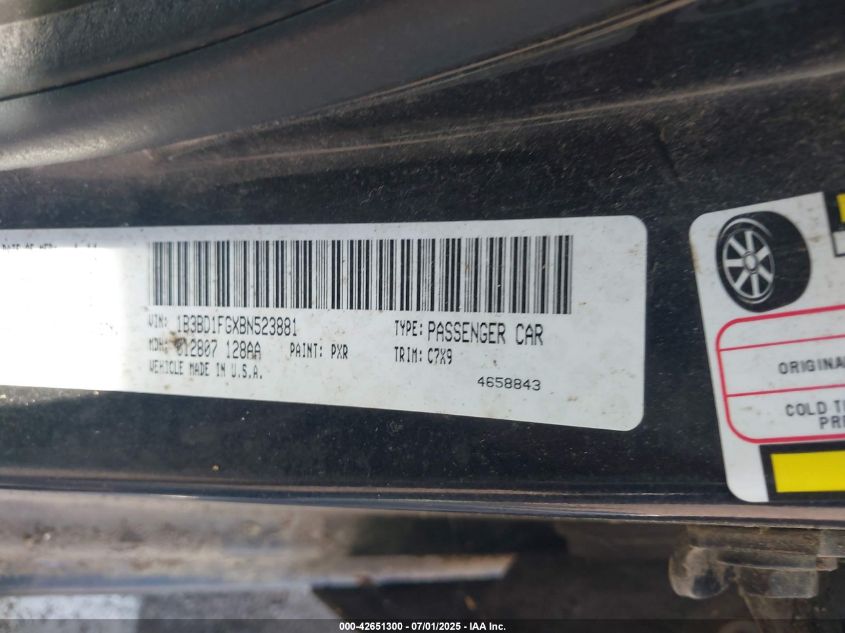 VIN: 1B3BD1FGXBN523881
TYPE: PASSENGER CAR
MDH: 012807 128AA
PAINT: PXR
TRIM: C7X9
VEHICLE MADE IN U.S.A.
4658843
ORIGINA
COLD T
PRE
000-42651300 - 07/01/2025 - IAA Inc.